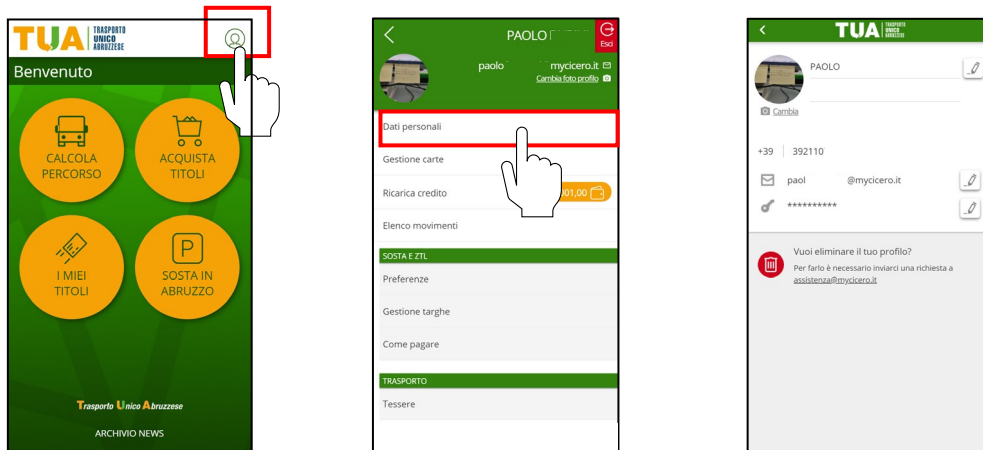 TUA TRASPORTO
UNICO
ABRUZZESE
Benvenuto
CALCOLA
PERCORSO
ACQUISTA
TITOLI
I MIEI
TITOLI
P
SOSTA IN
ABRUZZO
Trasporto Unico Abruzzese
ARCHIVIO NEWS
PAOLO
Esci
paolo mycicero.it
Cambia foto profilo
Dati personali
Gestione carte
Ricarica credito
01,00
Elenco movimenti
SOSTA E ZTL
Preferenze
Gestione targhe
Come pagare
TRASPORTO
Tessere
TUA TRASPORTO
UNICO
ABRUZZESE
PAOLO
Cambia
+39 392110
paol @mycicero.it
**********
Vuoi eliminare il tuo profilo?
Per farlo è necessario inviarci una richiesta a
assistenza@mycicero.it